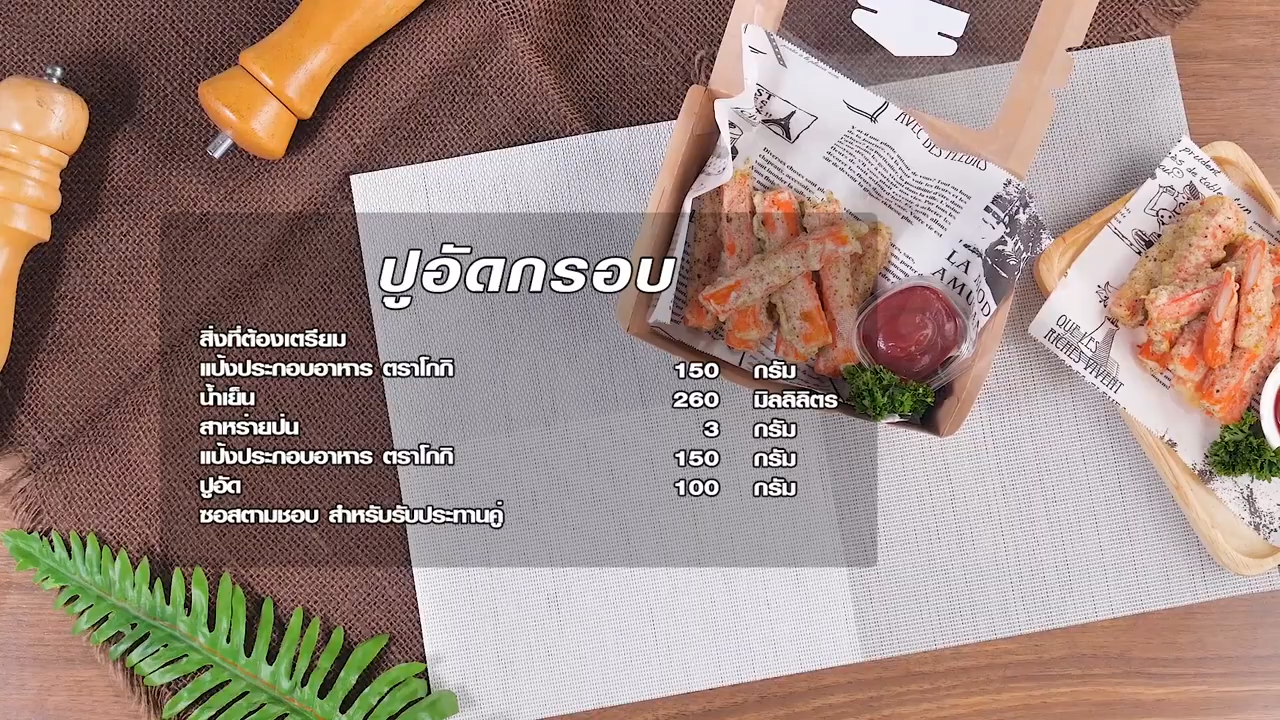 ปูอัดกรอบ
สิ่งที่ต้องเตรียม
แป้งประกอบอาหาร ตราโกกิ 150 กรัม
น้ำเย็น 260 มิลลิลิตร
สาหร่ายป่น 3 กรัม
แป้งประกอบอาหาร ตราโกกิ 150 กรัม
ปูอัด 100 กรัม
ซอสตามชอบ สำหรับรับประทานคู่
AVEC DES FLEURS
LA MOD
AMUS